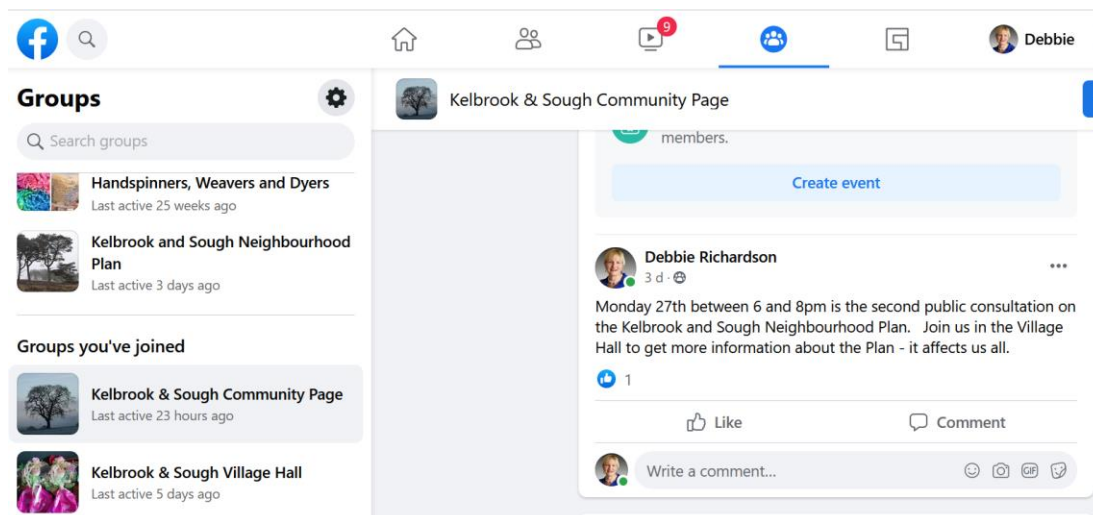 9
Debbie
Groups
Search groups
Handspinners, Weavers and Dyers
Last active 25 weeks ago
Kelbrook and Sough Neighbourhood
Plan
Last active 3 days ago
Groups you've joined
Kelbrook & Sough Community Page
Last active 23 hours ago
Kelbrook & Sough Village Hall
Last active 5 days ago
Kelbrook & Sough Community Page
members.
Create event
Debbie Richardson
3 d ·
Monday 27th between 6 and 8pm is the second public consultation on
the Kelbrook and Sough Neighbourhood Plan.   Join us in the Village
Hall to get more information about the Plan - it affects us all.
1
Like
Comment
Write a comment...
GIF